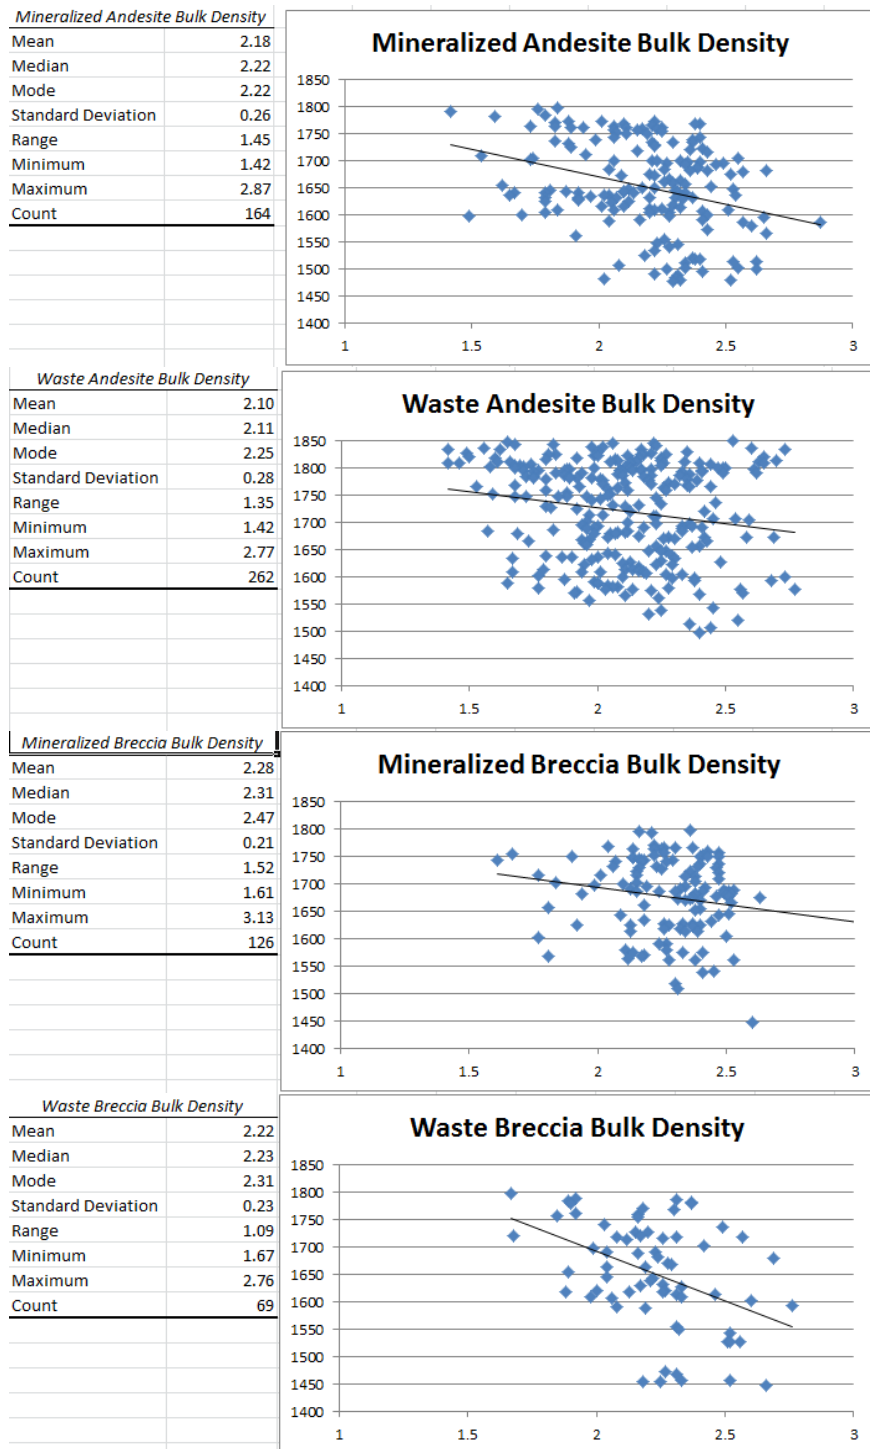 Mineralized Andesite Bulk Density
Mean 2.18
Median 2.22
Mode 2.22
Standard Deviation 0.26
Range 1.45
Minimum 1.42
Maximum 2.87
Count 164
Mineralized Andesite Bulk Density
1850
1800
1750
1700
1650
1600
1550
1500
1450
1400
1 1.5 2 2.5 3
Waste Andesite Bulk Density
Mean 2.10
Median 2.11
Mode 2.25
Standard Deviation 0.28
Range 1.35
Minimum 1.42
Maximum 2.77
Count 262
Waste Andesite Bulk Density
1850
1800
1750
1700
1650
1600
1550
1500
1450
1400
1 1.5 2 2.5 3
Mineralized Breccia Bulk Density
Mean 2.28
Median 2.31
Mode 2.47
Standard Deviation 0.21
Range 1.52
Minimum 1.61
Maximum 3.13
Count 126
Mineralized Breccia Bulk Density
1850
1800
1750
1700
1650
1600
1550
1500
1450
1400
1 1.5 2 2.5 3
Waste Breccia Bulk Density
Mean 2.22
Median 2.23
Mode 2.31
Standard Deviation 0.23
Range 1.09
Minimum 1.67
Maximum 2.76
Count 69
Waste Breccia Bulk Density
1850
1800
1750
1700
1650
1600
1550
1500
1450
1400
1 1.5 2 2.5 3